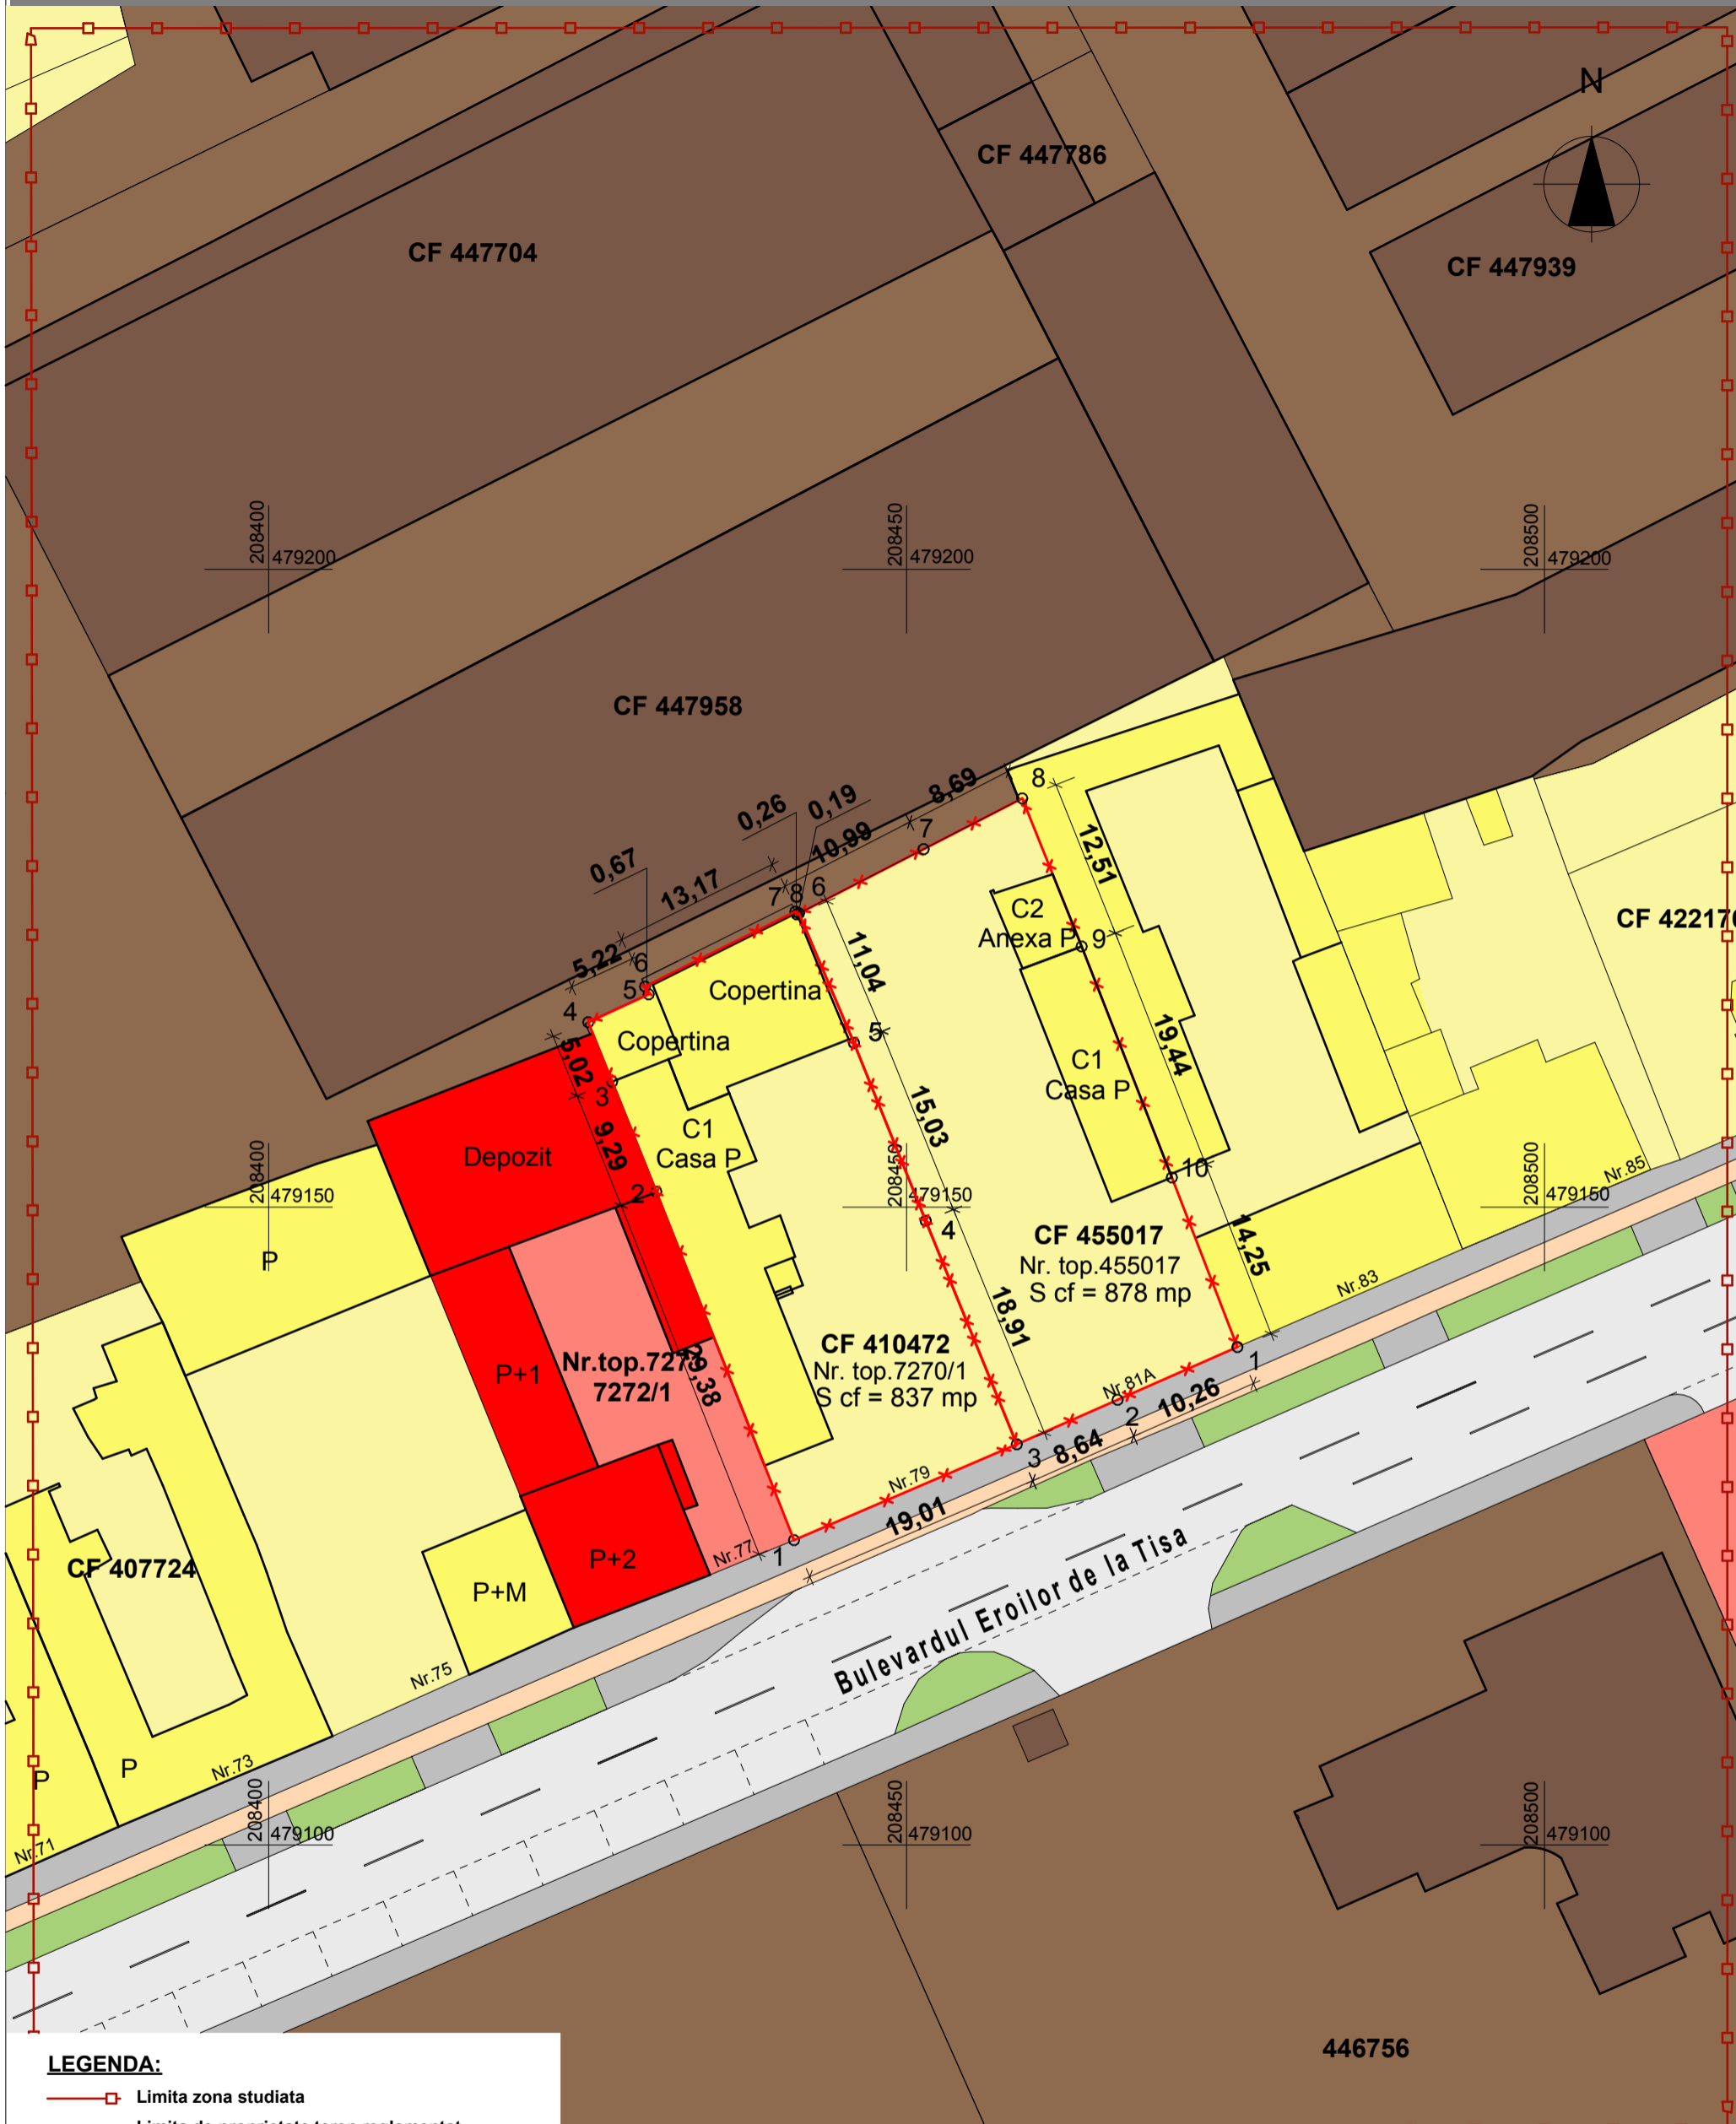 N
CF 447786
CF 447704
CF 447939
208400
479200
208450
479200
208500
479200
CF 447958
8,69
8
0,26
0,19
7
10,99
0,67
13,17
12,51
7
8
6
C2
Anexa P
9
CF 42217
5,22
6
11,04
5
Copertina
4
5
Copertina
19,44
5,02
C1
Casa P
3
15,03
C1
Casa P
9,29
Depozit
208400
479150
208450
479150
208500
479150
Nr.85
10
2
4
P
CF 455017
Nr. top.455017
S cf = 878 mp
14,25
Nr.83
18,91
CF 410472
Nr. top.7270/1
S cf = 837 mp
1
Nr.81A
10,26
P+1
7272/1
2
8,64
3
Nr.79
19,01
CF 407724
P+2
Nr.77
1
P+M
Bulevardul Eroilor de la Tisa
Nr.75
P
P
Nr.73
208400
479100
208450
479100
208500
479100
Nr.71
446756
LEGENDA:
Limita zona studiata